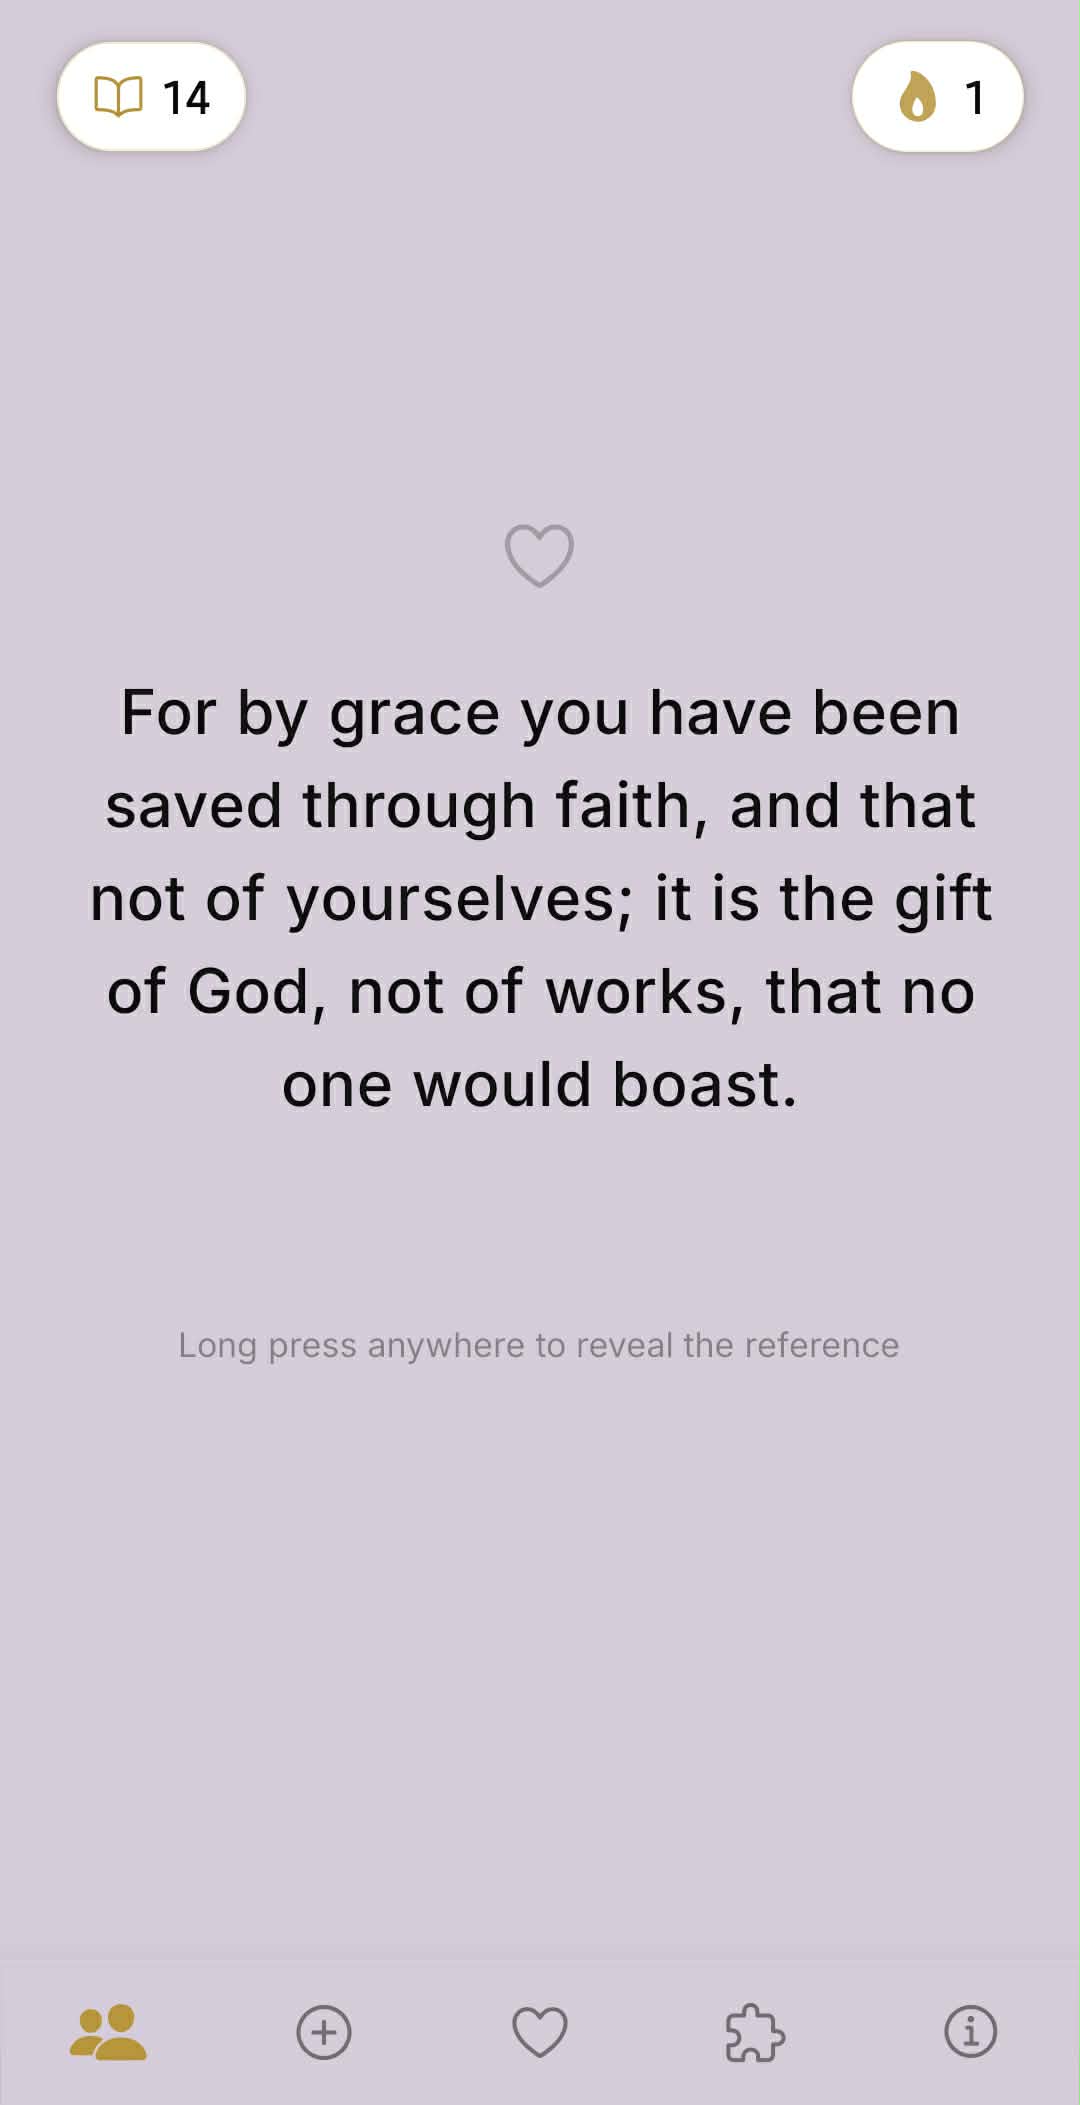 14
1
For by grace you have been
saved through faith, and that
not of yourselves; it is the gift
of God, not of works, that no
one would boast.
Long press anywhere to reveal the reference